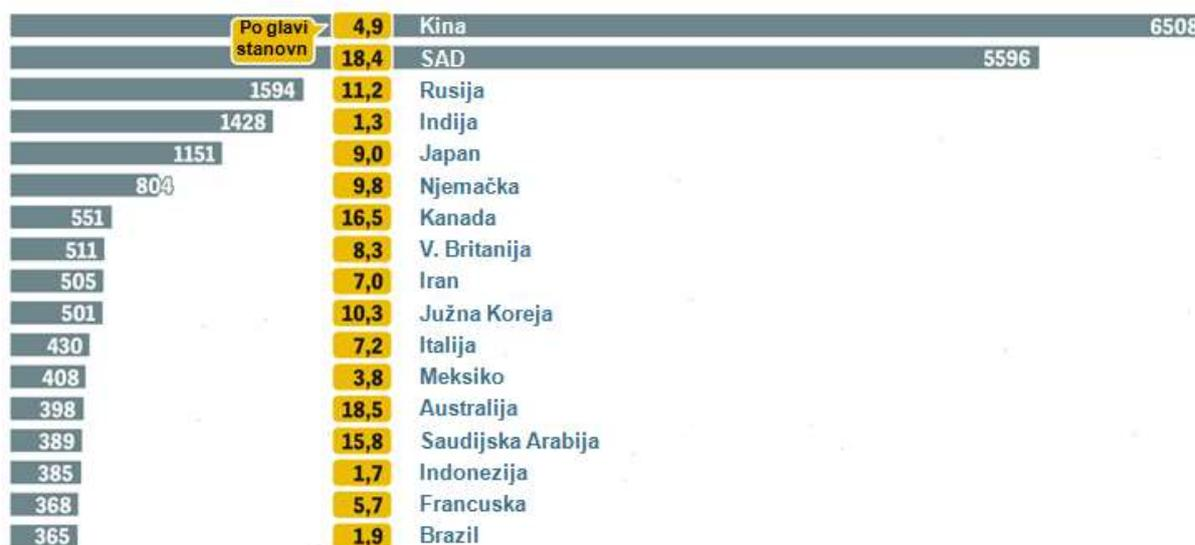 Po glavi
stanovn
4,9 Kina 6508
18,4 SAD 5596
1594 11,2 Rusija
1428 1,3 Indija
1151 9,0 Japan
804 9,8 Njemačka
551 16,5 Kanada
511 8,3 V. Britanija
505 7,0 Iran
501 10,3 Južna Koreja
430 7,2 Italija
408 3,8 Meksiko
398 18,5 Australija
389 15,8 Saudijska Arabija
385 1,7 Indonezija
368 5,7 Francuska
365 1,9 Brazil